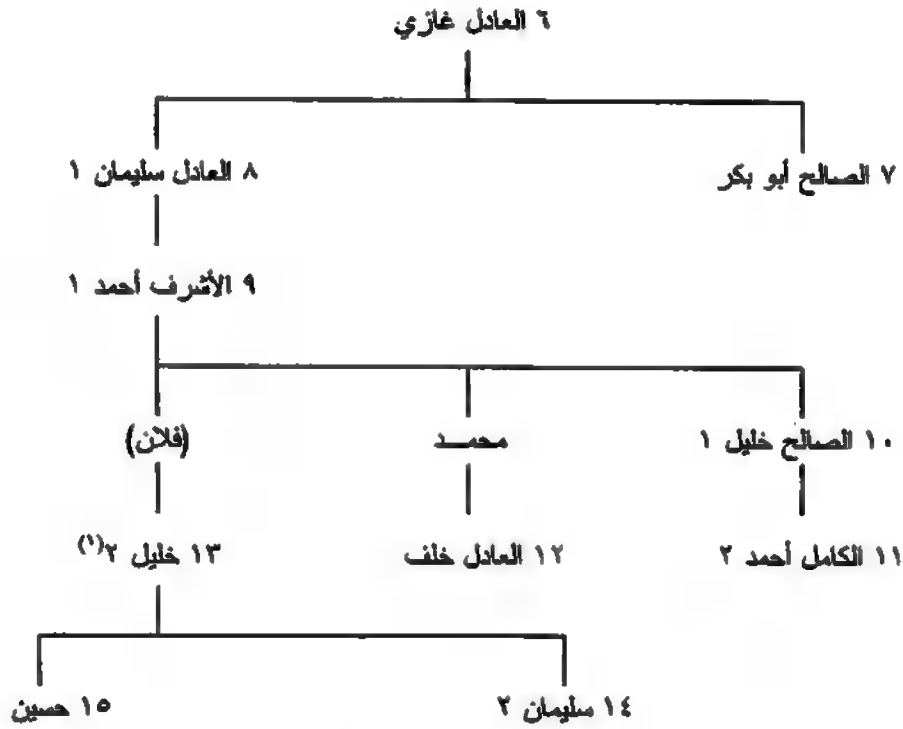 ٦ العادل غازي
٧ الصالح أبو بكر
٨ العادل سليمان ١
٩ الأشرف أحمد ١
١٠ الصالح خليل ١
محمـــد
(فلان)
١١ الكامل أحمد ٢
١٢ العادل خلف
١٣ خليل ٢(١)
١٤ سليمان ٢
١٥ حسين